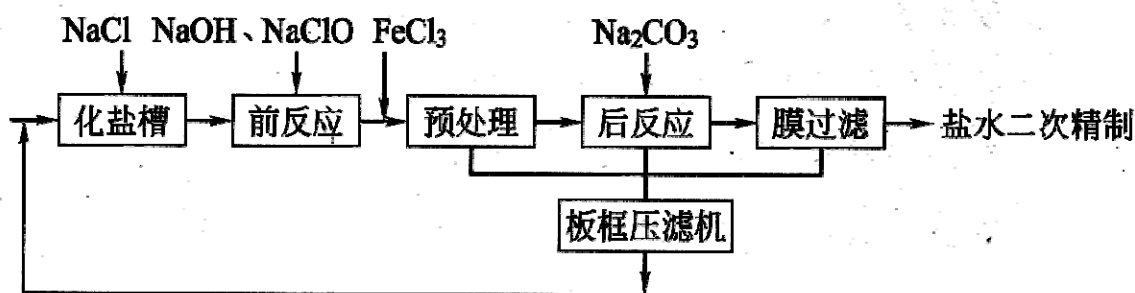 NaCl NaOH、NaClO FeCl₃ Na₂CO₃
化盐槽 前反应 预处理 后反应 膜过滤 盐水二次精制
板框压滤机